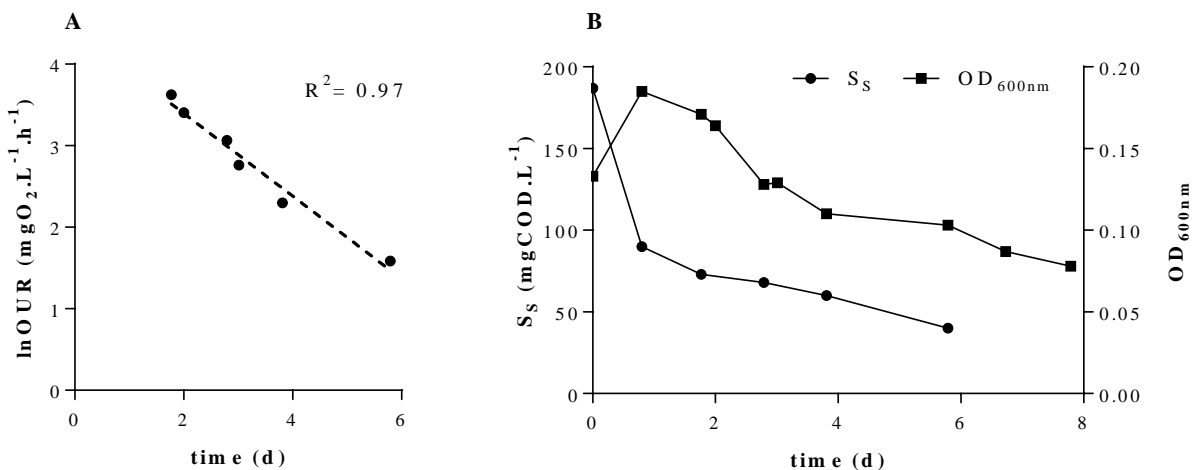 A
lnOUR (mgO₂.L⁻¹.h⁻¹)
4
3
2
1
0
R²= 0.97
0 2 4 6
time (d)
B
S_S (mgCOD.L⁻¹)
200
150
100
50
0
S_S OD₆₀₀nm
0.20
0.15
0.10
0.05
0.00
OD₆₀₀nm
0 2 4 6 8
time (d)